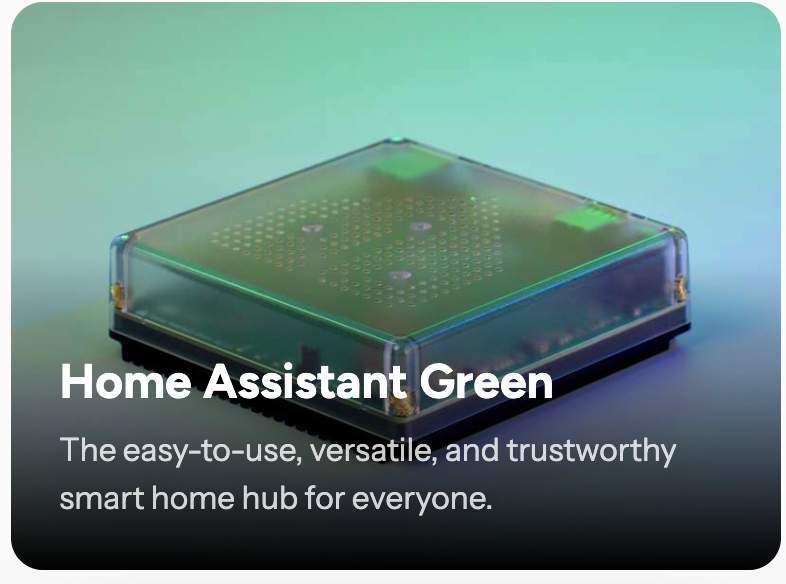 Home Assistant Green
The easy-to-use, versatile, and trustworthy
smart home hub for everyone.